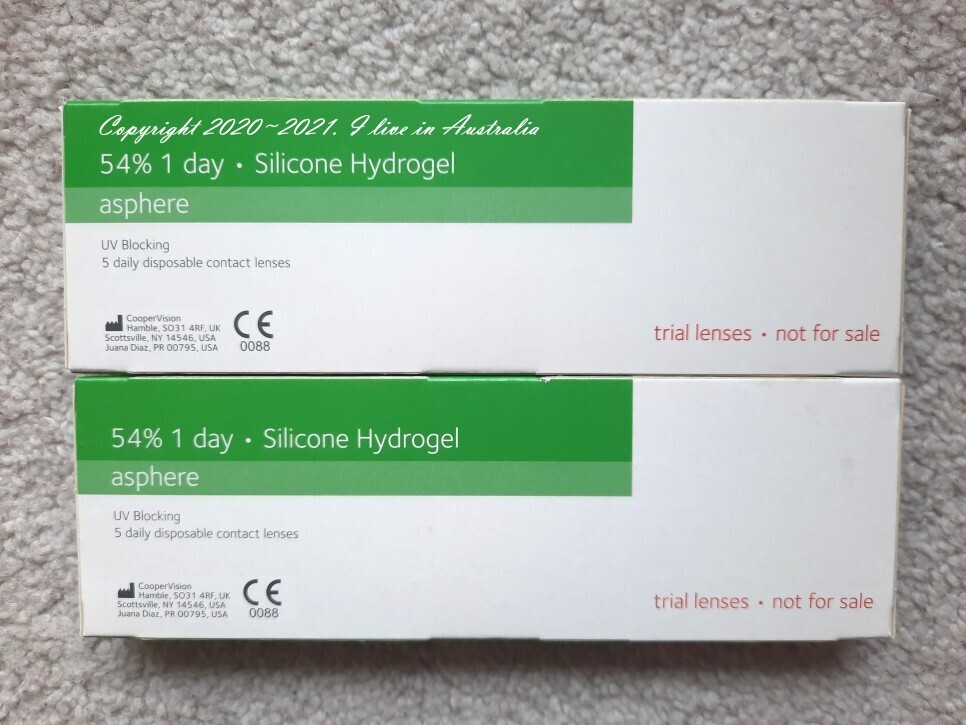 Copyright 2020~2021. I live in Australia
54% 1 day • Silicone Hydrogel
asphere
UV Blocking
5 daily disposable contact lenses
CooperVision
Hamble, SO31 4RF, UK
Scottsville, NY 14546, USA
Juana Diaz, PR 00795, USA
CE
0088
trial lenses • not for sale
54% 1 day • Silicone Hydrogel
asphere
UV Blocking
5 daily disposable contact lenses
CooperVision
Hamble, SO31 4RF, UK
Scottsville, NY 14546, USA
Juana Diaz, PR 00795, USA
CE
0088
trial lenses • not for sale